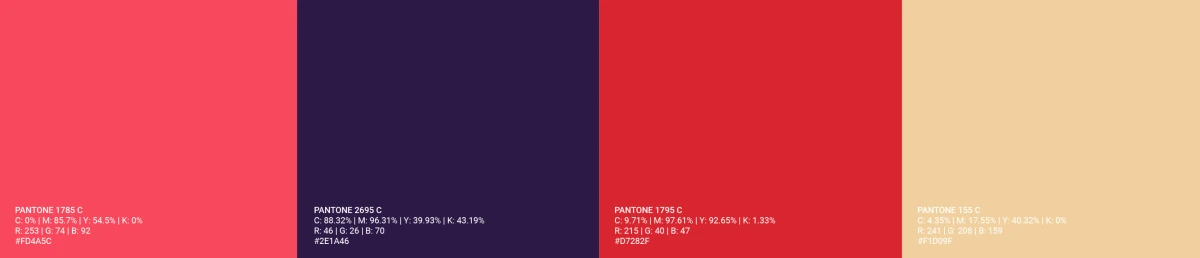 PANTONE 1785 C
C: 0% | M: 85.7% | Y: 54.5% | K: 0%
R: 253 | G: 74 | B: 92
#FD4A5C
PANTONE 2695 C
C: 88.32% | M: 96.31% | Y: 39.93% | K: 43.19%
R: 46 | G: 26 | B: 70
#2E1A46
PANTONE 1795 C
C: 9.71% | M: 97.61% | Y: 92.65% | K: 1.33%
R: 215 | G: 40 | B: 47
#D7282F
PANTONE 155 C
C: 4.35% | M: 17.55% | Y: 40.32% | K: 0%
R: 241 | G: 208 | B: 159
#F1D09F